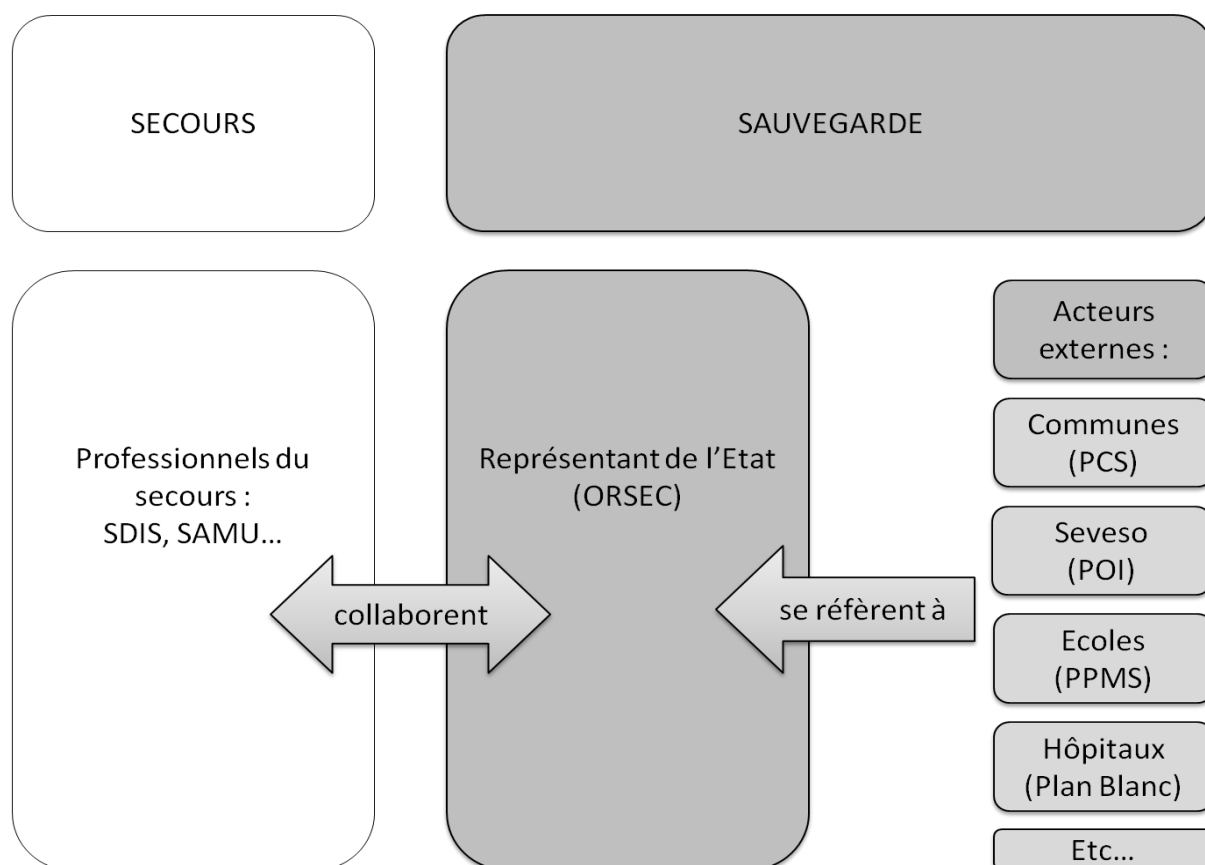 SECOURS
SAUVEGARDE
Professionnels du
secours :
SDIS, SAMU…
collaborent
Représentant de l'Etat
(ORSEC)
se réfèrent à
Acteurs
externes :
Communes
(PCS)
Seveso
(POI)
Ecoles
(PPMS)
Hôpitaux
(Plan Blanc)
Etc…